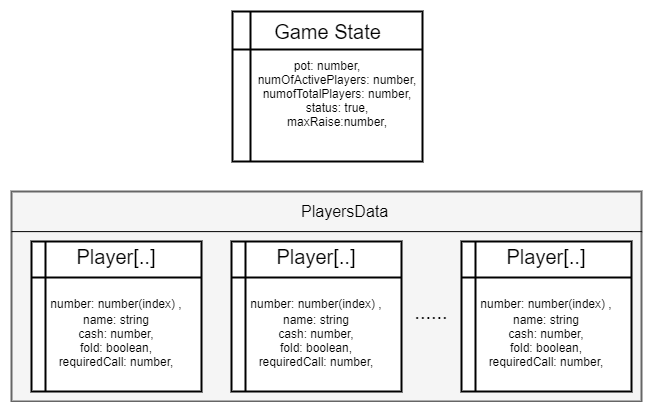 Game State
pot: number,
numOfActivePlayers: number,
numofTotalPlayers: number,
status: true,
maxRaise:number,
PlayersData
Player[..]
number: number(index) ,
name: string
cash: number,
fold: boolean,
requiredCall: number,
Player[..]
number: number(index) ,
name: string
cash: number,
fold: boolean,
requiredCall: number,
......
Player[..]
number: number(index) ,
name: string
cash: number,
fold: boolean,
requiredCall: number,